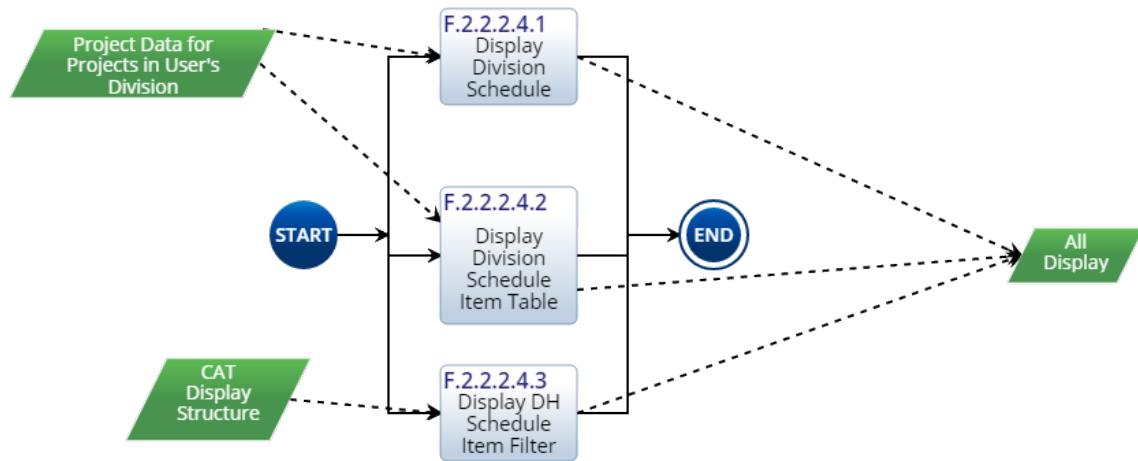 Project Data for
Projects in User's
Division
F.2.2.2.4.1
Display
Division
Schedule
START
F.2.2.2.4.2
Display
Division
Schedule
Item Table
END
All
Display
CAT
Display
Structure
F.2.2.2.4.3
Display DH
Schedule
Item Filter